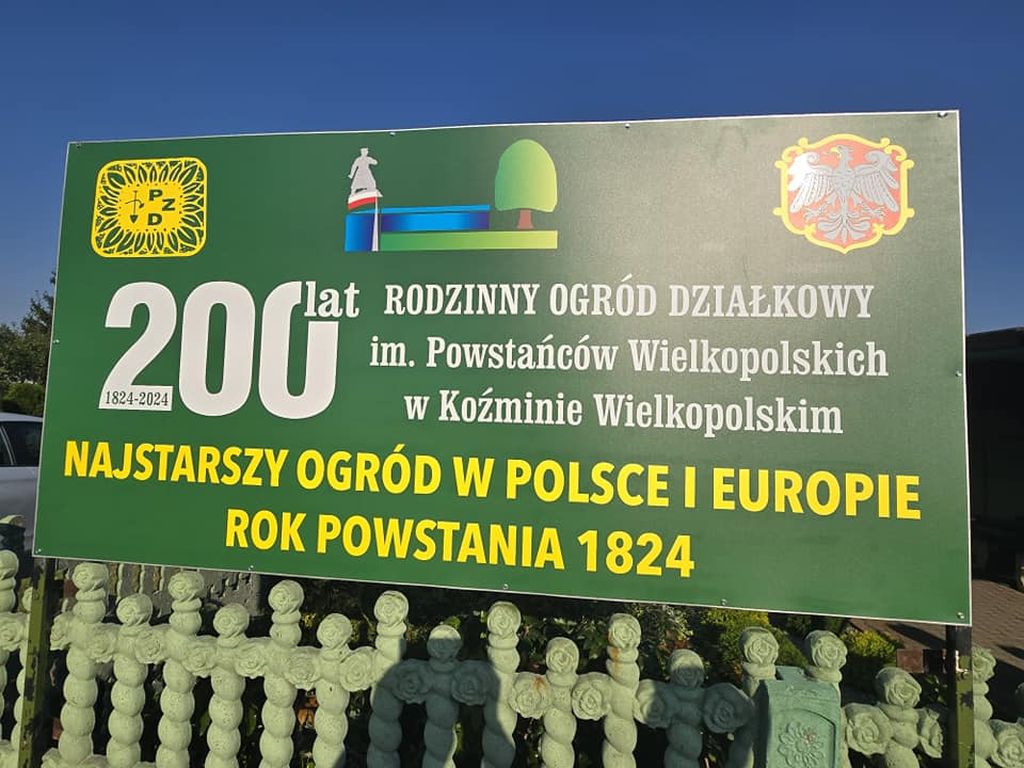 PZD
200 lat
1824-2024
RODZINNY OGRÓD DZIAŁKOWY
im. Powstańców Wielkopolskich
w Koźminie Wielkopolskim
NAJSTARSZY OGRÓD W POLSCE I EUROPIE
ROK POWSTANIA 1824